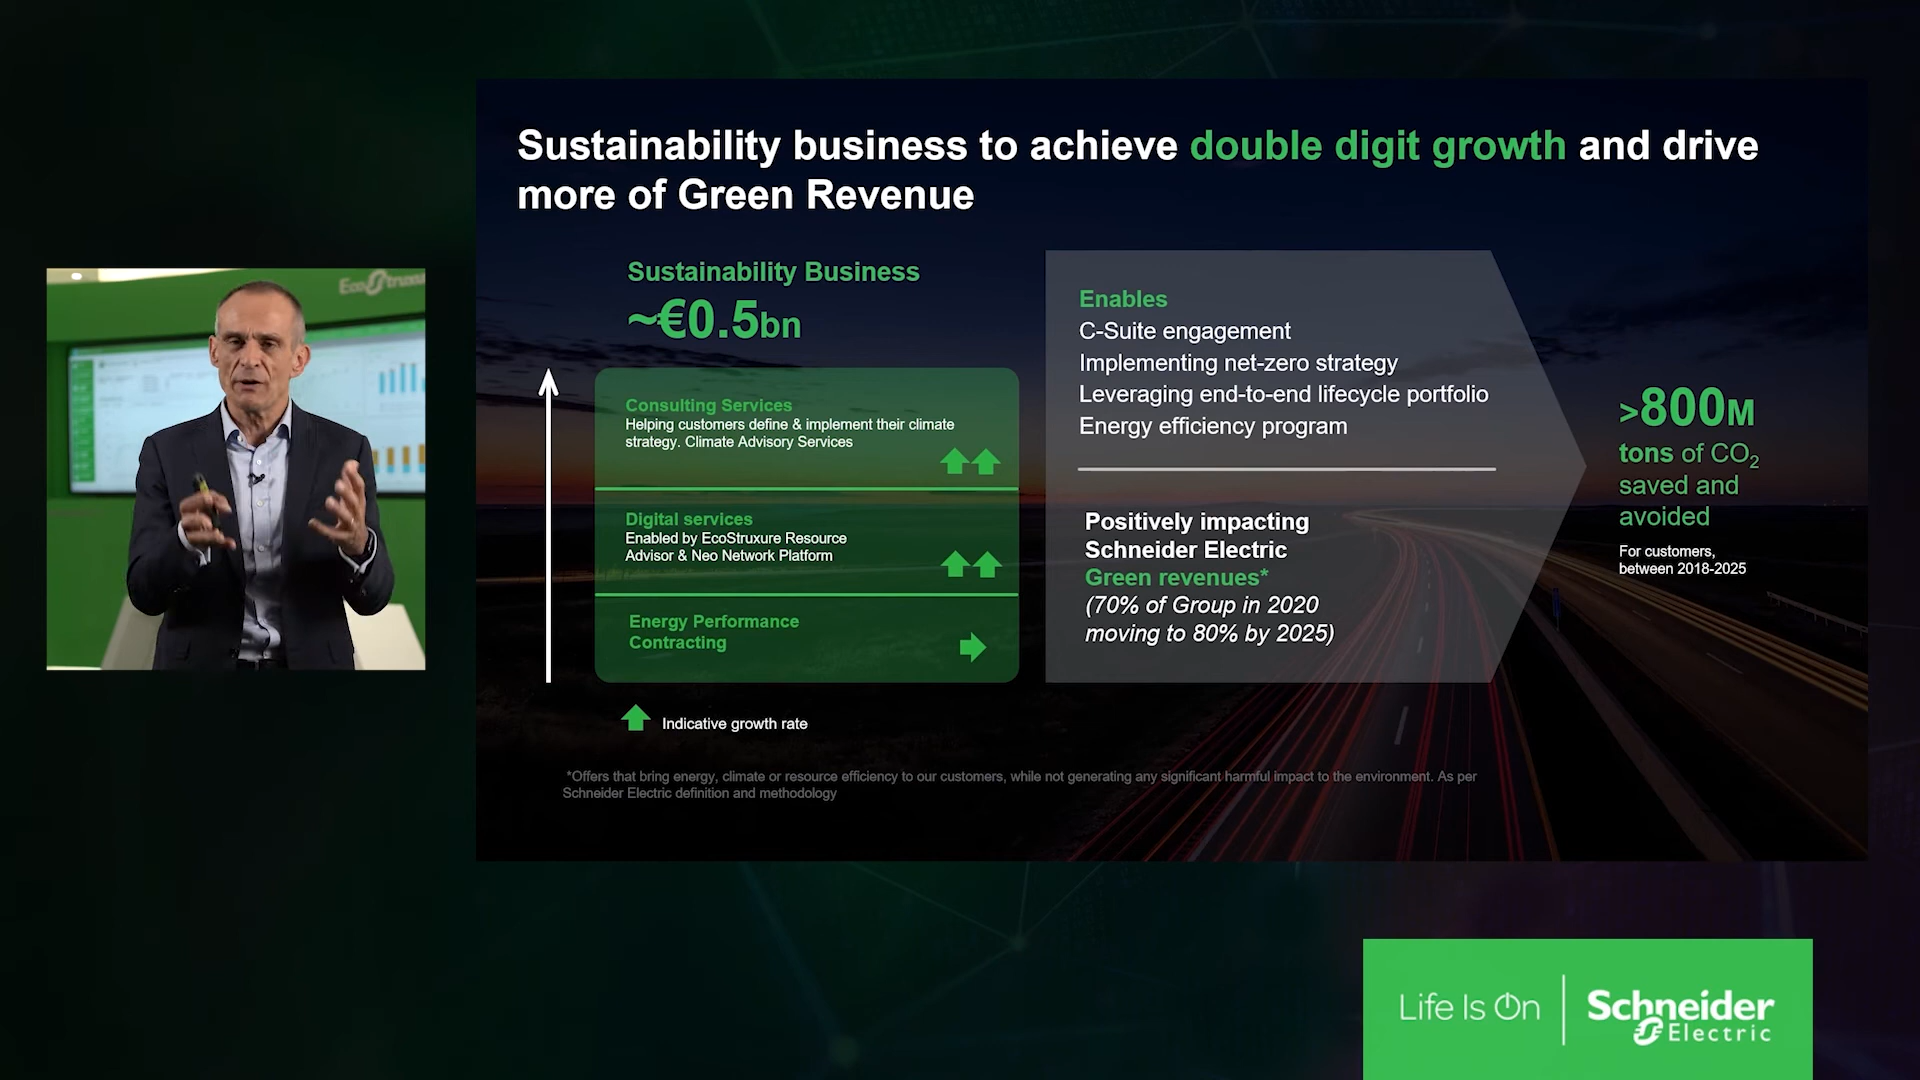 Sustainability business to achieve double digit growth and drive
more of Green Revenue
EcoStruxure
Sustainability Business
~€0.5bn
Consulting Services
Helping customers define & implement their climate
strategy. Climate Advisory Services
Digital services
Enabled by EcoStruxure Resource
Advisor & Neo Network Platform
Energy Performance
Contracting
Indicative growth rate
Enables
C-Suite engagement
Implementing net-zero strategy
Leveraging end-to-end lifecycle portfolio
Energy efficiency program
Positively impacting
Schneider Electric
Green revenues*
(70% of Group in 2020
moving to 80% by 2025)
>800M
tons of CO₂
saved and
avoided
For customers,
between 2018-2025
*Offers that bring energy, climate or resource efficiency to our customers, while not generating any significant harmful impact to the environment. As per
Schneider Electric definition and methodology
Life Is On
Schneider
Electric